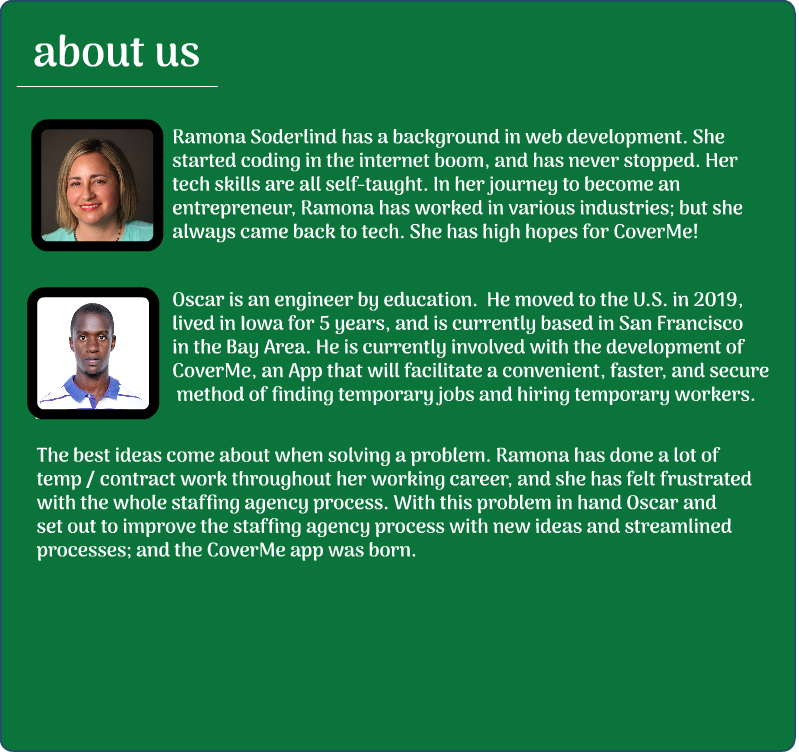 about us
Ramona Soderlind has a background in web development. She
started coding in the internet boom, and has never stopped. Her
tech skills are all self-taught. In her journey to become an
entrepreneur, Ramona has worked in various industries; but she
always came back to tech. She has high hopes for CoverMe!
Oscar is an engineer by education. He moved to the U.S. in 2019,
lived in Iowa for 5 years, and is currently based in San Francisco
in the Bay Area. He is currently involved with the development of
CoverMe, an App that will facilitate a convenient, faster, and secure
method of finding temporary jobs and hiring temporary workers.
The best ideas come about when solving a problem. Ramona has done a lot of
temp / contract work throughout her working career, and she has felt frustrated
with the whole staffing agency process. With this problem in hand Oscar and
set out to improve the staffing agency process with new ideas and streamlined
processes; and the CoverMe app was born.